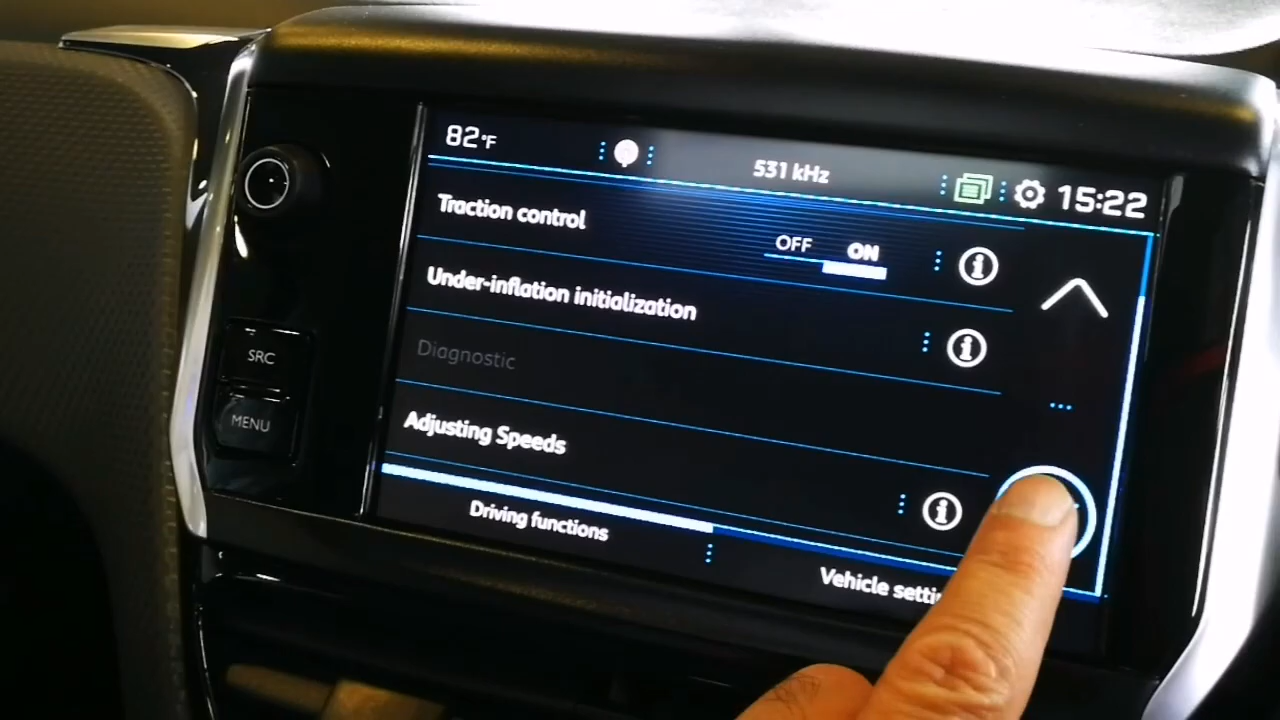 82°F
531 kHz
15:22
Traction control
OFF ON
Under-inflation initialization
Diagnostic
Adjusting Speeds
Driving functions
Vehicle
SRC
MENU